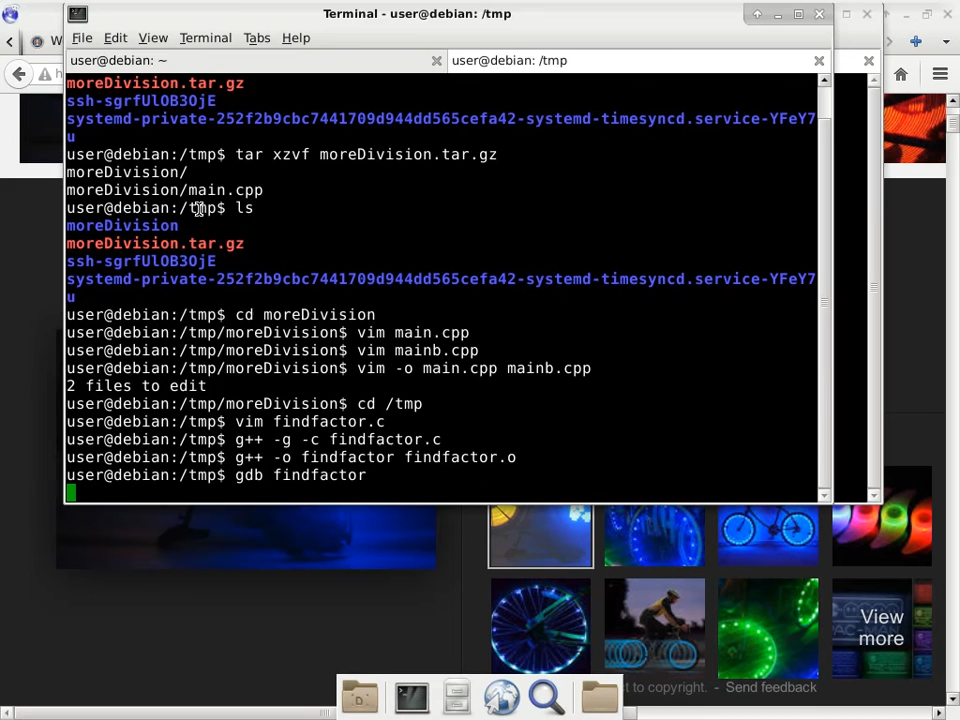 Terminal - user@debian: /tmp
File Edit View Terminal Tabs Help
user@debian: ~
user@debian: /tmp
moreDivision.tar.gz
ssh-sgrfUlOB3OjE
systemd-private-252f2b9cbc7441709d944dd565cefa42-systemd-timesyncd.service-YFeY7
u
user@debian:/tmp$ tar xzvf moreDivision.tar.gz
moreDivision/
moreDivision/main.cpp
user@debian:/tmp$ ls
moreDivision
moreDivision.tar.gz
ssh-sgrfUlOB3OjE
systemd-private-252f2b9cbc7441709d944dd565cefa42-systemd-timesyncd.service-YFeY7
u
user@debian:/tmp$ cd moreDivision
user@debian:/tmp/moreDivision$ vim main.cpp
user@debian:/tmp/moreDivision$ vim mainb.cpp
user@debian:/tmp/moreDivision$ vim -o main.cpp mainb.cpp
2 files to edit
user@debian:/tmp/moreDivision$ cd /tmp
user@debian:/tmp$ vim findfactor.c
user@debian:/tmp$ g++ -g -c findfactor.c
user@debian:/tmp$ g++ -o findfactor findfactor.o
user@debian:/tmp$ gdb findfactor
W
h
View
more
ct to copyright. - Send feedback
D